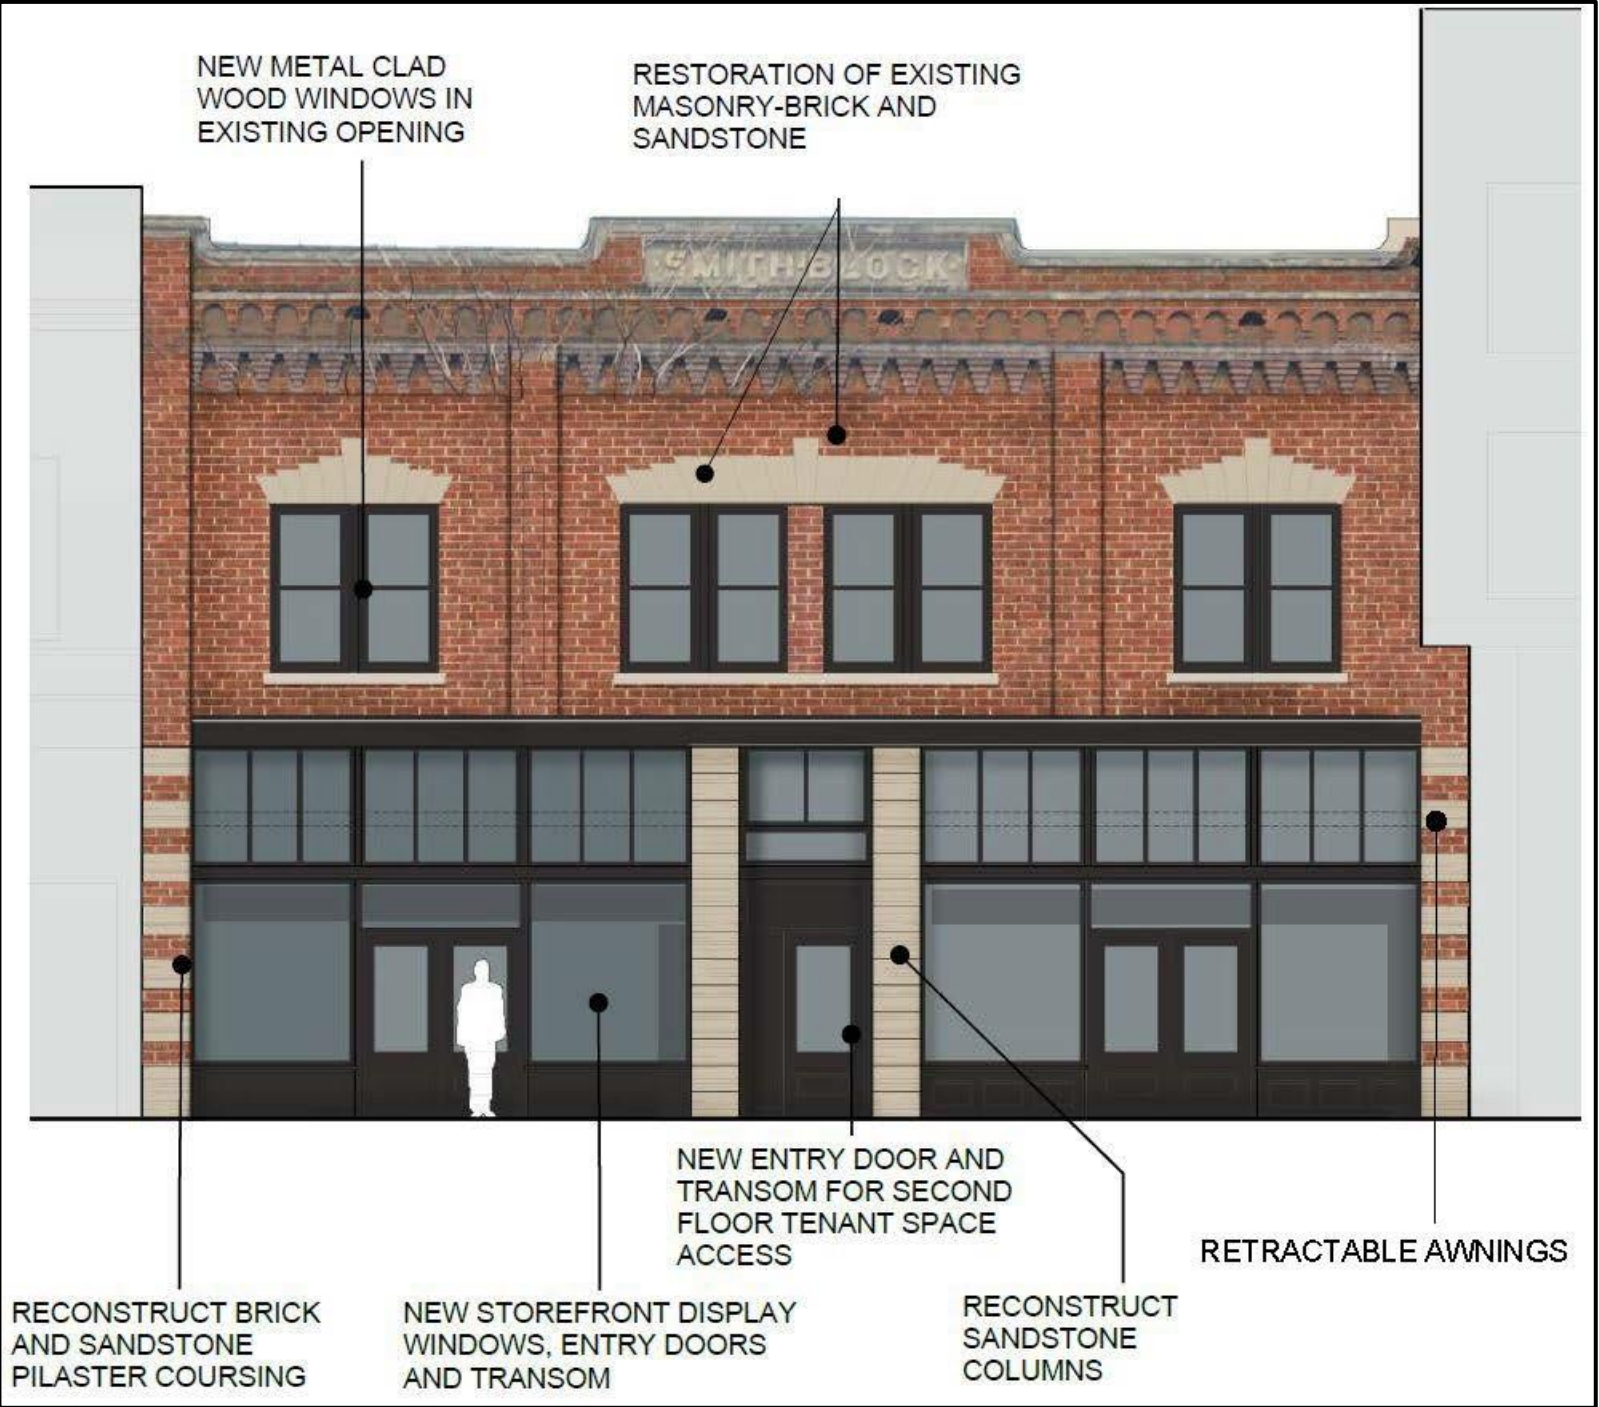 NEW METAL CLAD
WOOD WINDOWS IN
EXISTING OPENING
RESTORATION OF EXISTING
MASONRY-BRICK AND
SANDSTONE
SMITH-BLOCK
NEW ENTRY DOOR AND
TRANSOM FOR SECOND
FLOOR TENANT SPACE
ACCESS
RETRACTABLE AWNINGS
RECONSTRUCT BRICK
AND SANDSTONE
PILASTER COURSING
NEW STOREFRONT DISPLAY
WINDOWS, ENTRY DOORS
AND TRANSOM
RECONSTRUCT
SANDSTONE
COLUMNS